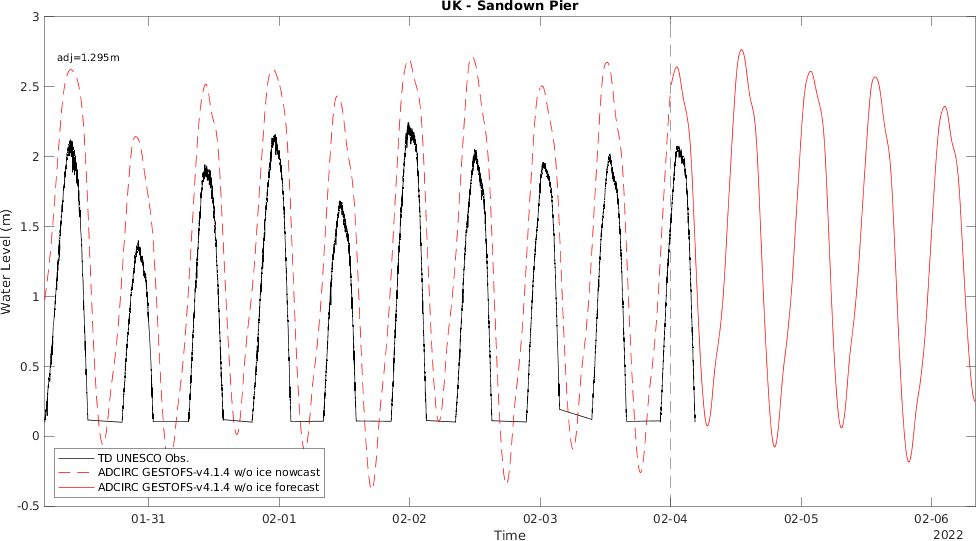 UK - Sandown Pier
adj=1.295m
Water Level (m)
3
2.5
2
1.5
1
0.5
0
-0.5
TD UNESCO Obs.
ADCIRC GESTOFS-v4.1.4 w/o ice nowcast
ADCIRC GESTOFS-v4.1.4 w/o ice forecast
01-31 02-01 02-02 02-03 02-04 02-05 02-06
Time
2022